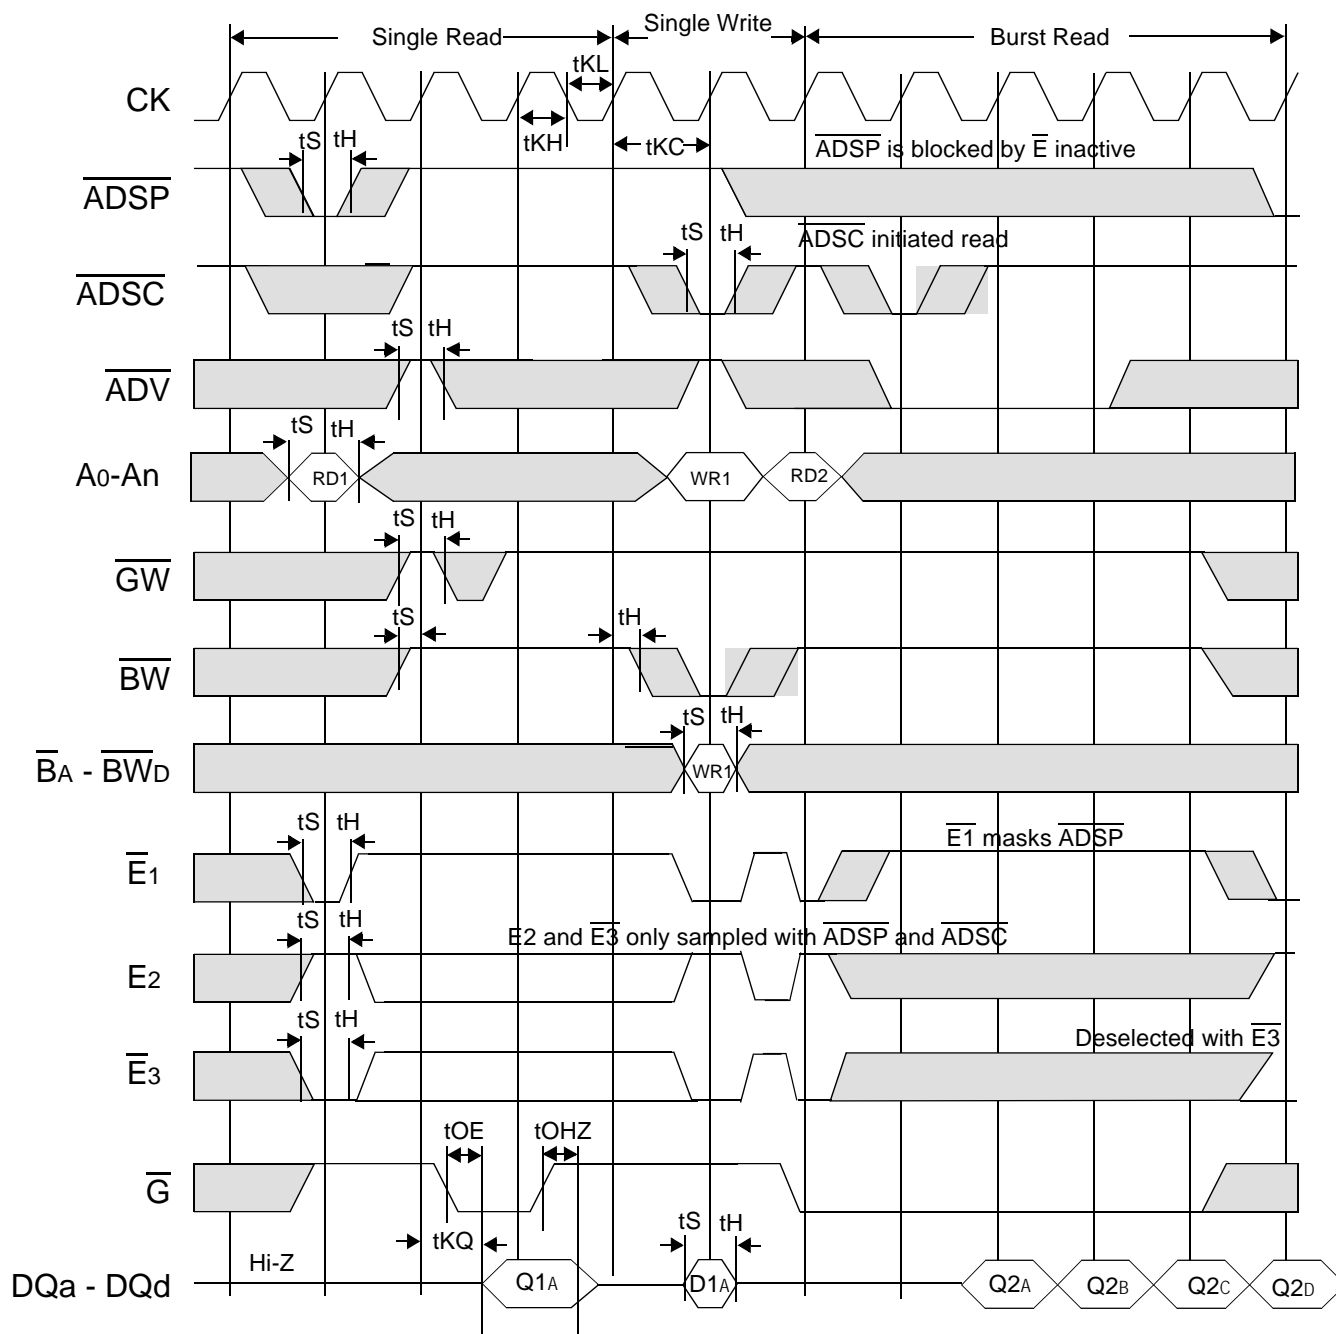 Single Read
Single Write
Burst Read
CK
tKL
tKH
tKC
tS tH
ADSP is blocked by E inactive
ADSP
tS tH
ADSC initiated read
ADSC
tS tH
ADV
tS tH
A0-An
RD1
WR1
RD2
tS tH
GW
tS
tH
BW
tS tH
BA - BWD
WR1
tS tH
E1 masks ADSP
E1
tS tH
E2 and E3 only sampled with ADSP and ADSC
E2
tS tH
Deselected with E3
E3
tOE
tOHZ
G
tKQ
tS tH
Hi-Z
DQa - DQd
Q1A
D1A
Q2A
Q2B
Q2C
Q2D